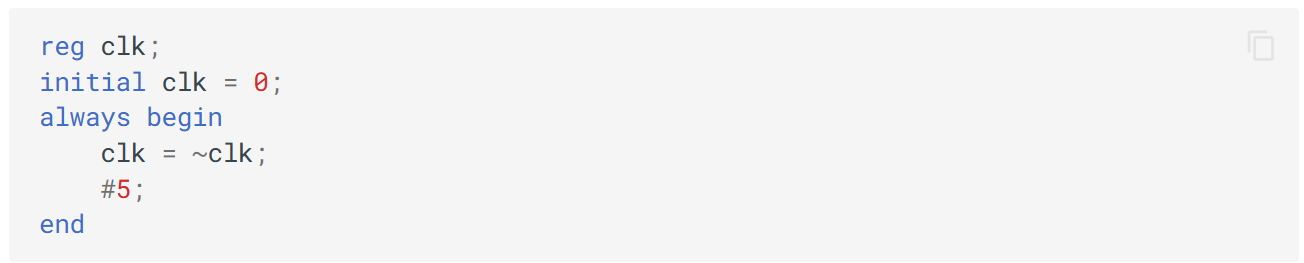 reg clk;
initial clk = 0;
always begin
    clk = ~clk;
    #5;
end